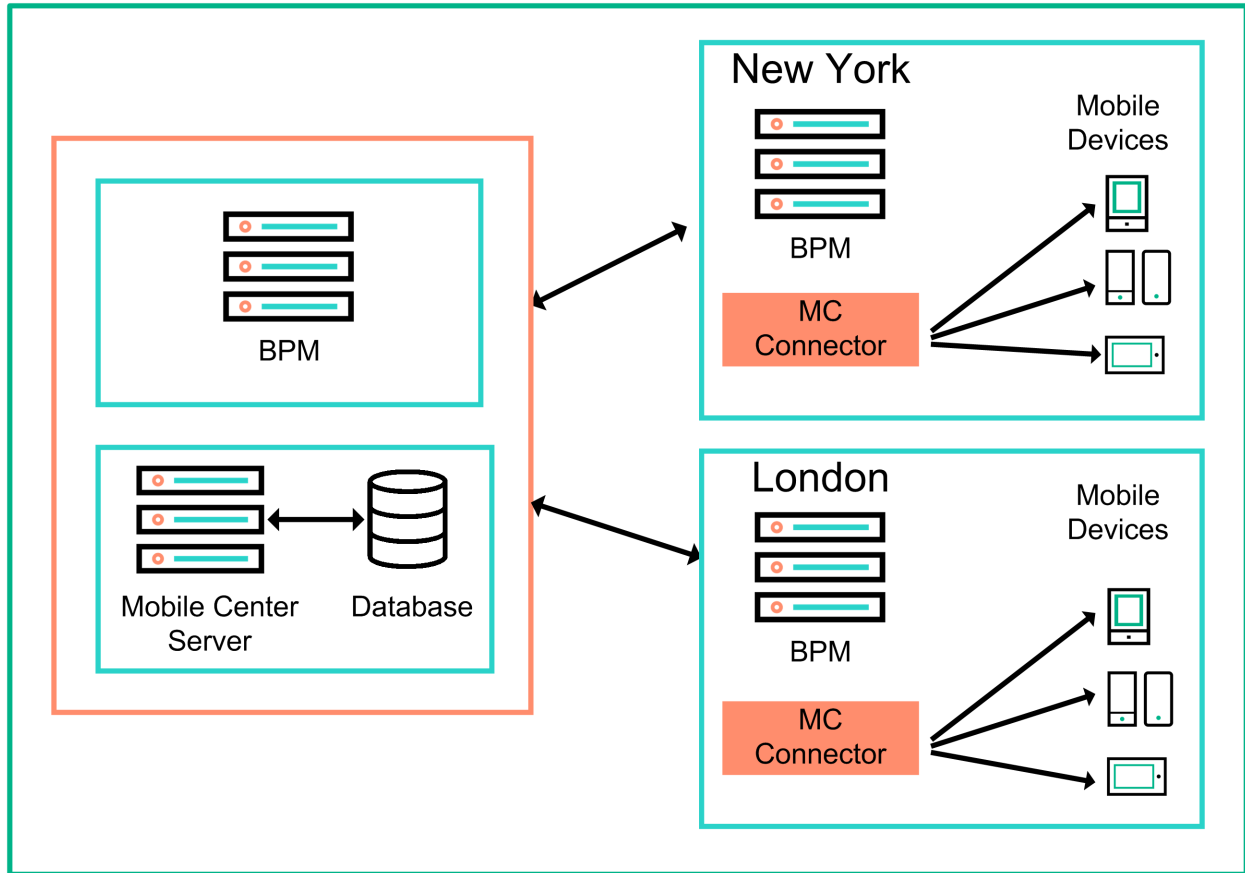 BPM
Mobile Center
Server
Database
New York
BPM
MC
Connector
Mobile
Devices
London
BPM
MC
Connector
Mobile
Devices